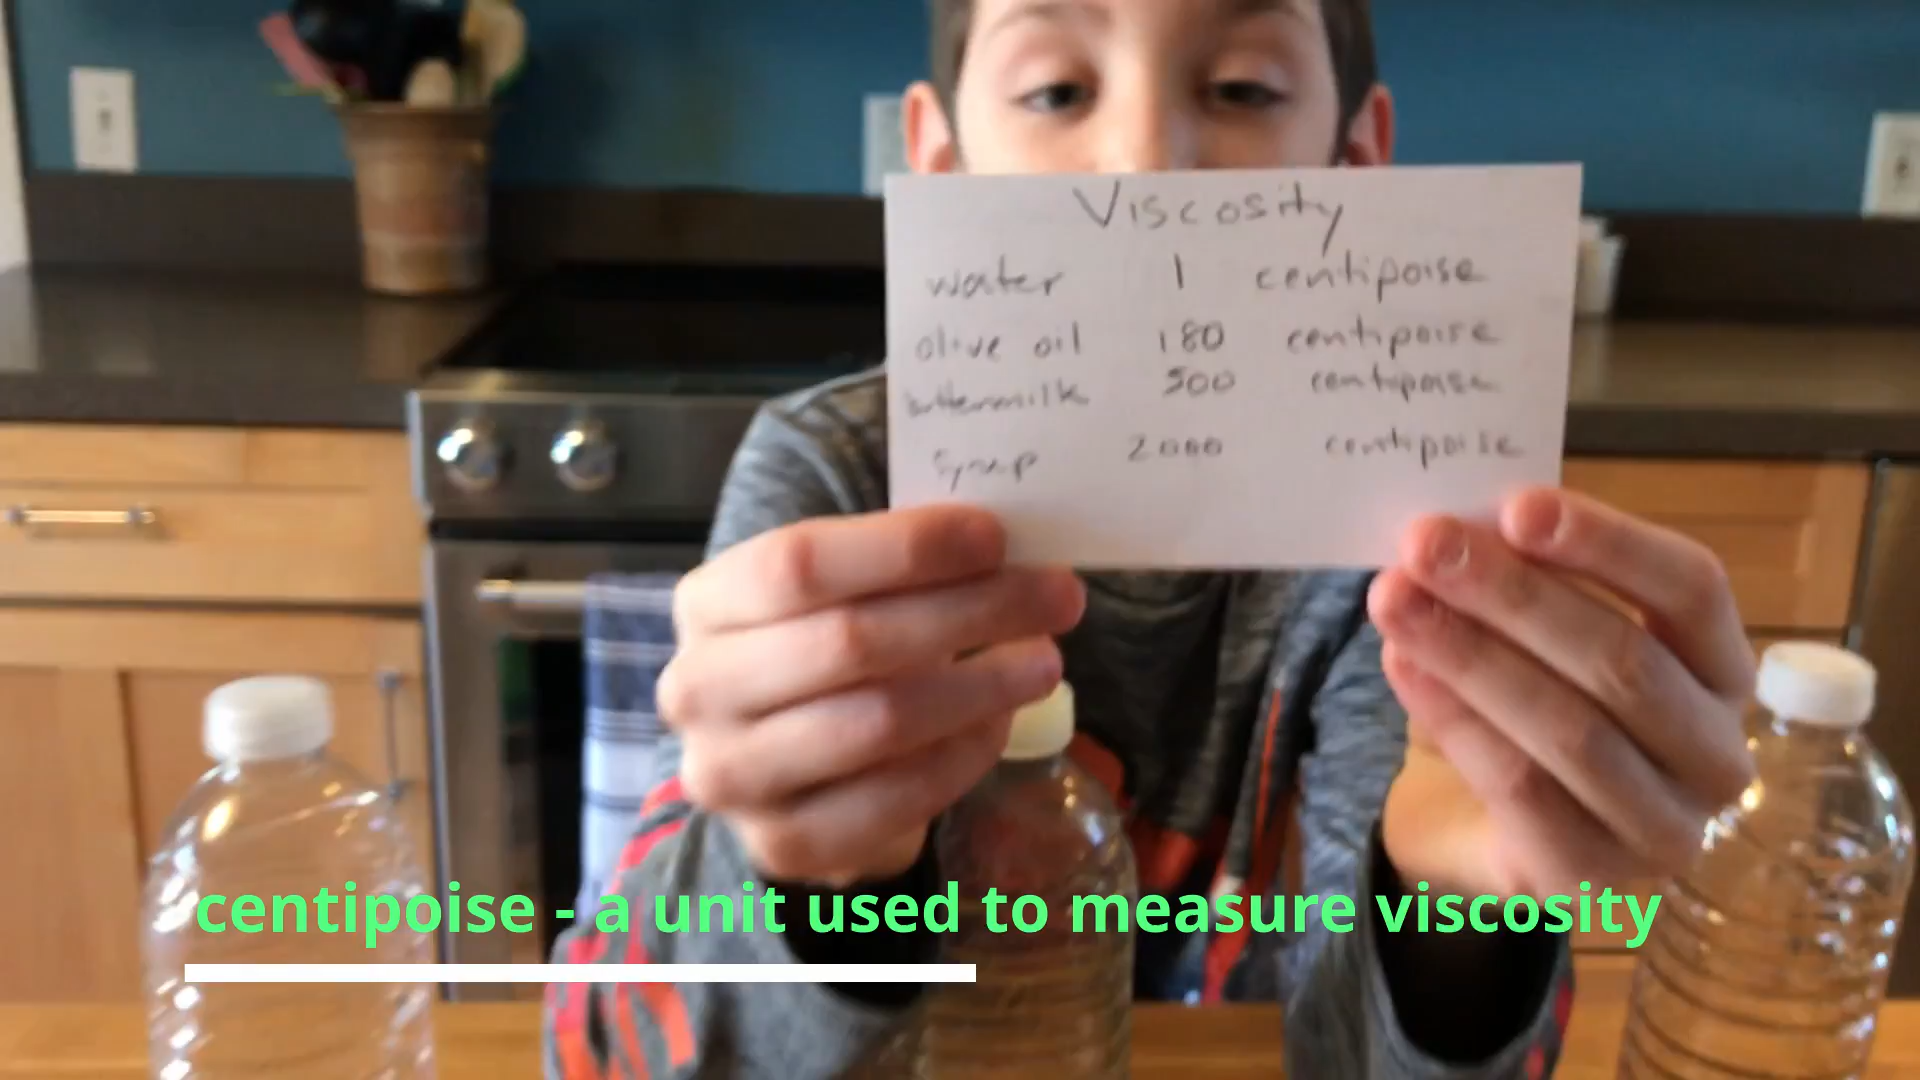 Viscosity
water 1 centipoise
olive oil 180 centipoise
buttermilk 500 centipoise
Syrup 2000 centipoise
centipoise - a unit used to measure viscosity